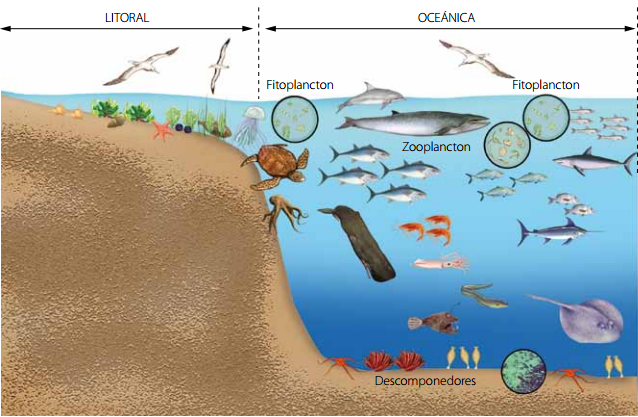 LITORAL
OCEÁNICA
Fitoplancton
Fitoplancton
Zooplancton
Descomponedores